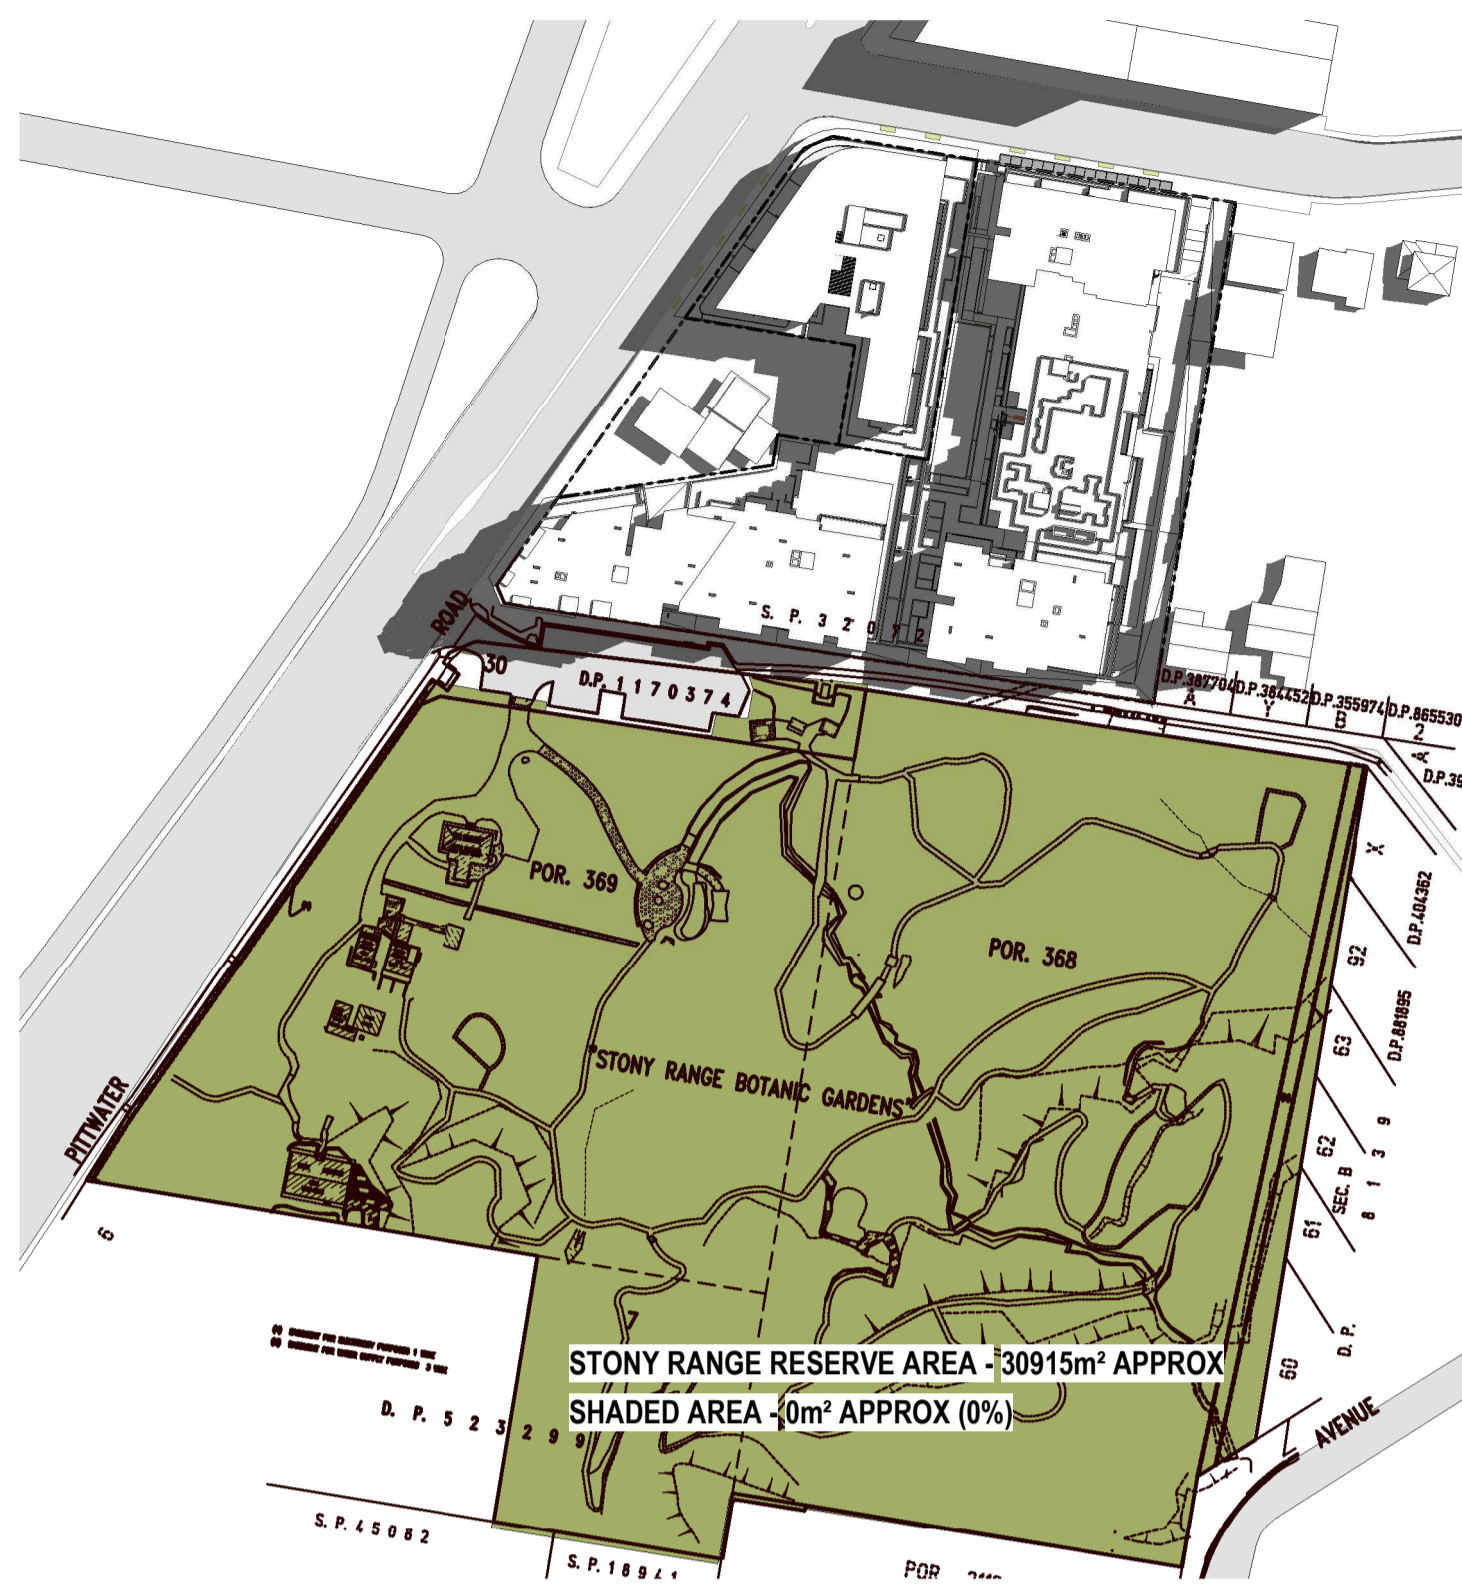 ROAD
S. P. 3 2 0 7 2
30
D.P. 1 1 7 0 3 7 4
D.P.387704
D.P.384452
D.P.355974
D.P.865530
A
Y
B
2
D.P.39
X
POR. 369
D.P.404362
92
POR. 368
D.P.881895
63
"STONY RANGE BOTANIC GARDENS"
PITTWATER
62
SEC. B
8 1 3 9
61
6
7
D. P.
60
STONY RANGE RESERVE AREA - 30915m² APPROX
SHADED AREA - 0m² APPROX (0%)
D. P. 5 2 3 2 9 9
AVENUE
S. P. 4 5 0 8 2
S. P. 1 8 9 4 1
POR